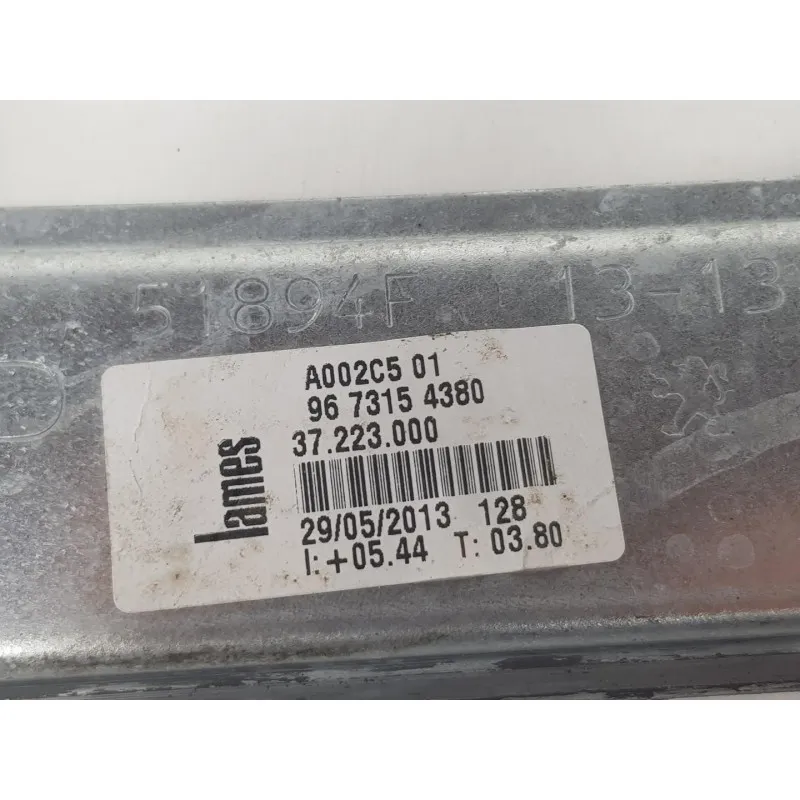 51894F 13-13
A002C5 01
96 7315 4380
37.223.000
lames
29/05/2013 128
I: +05.44 T: 03.80